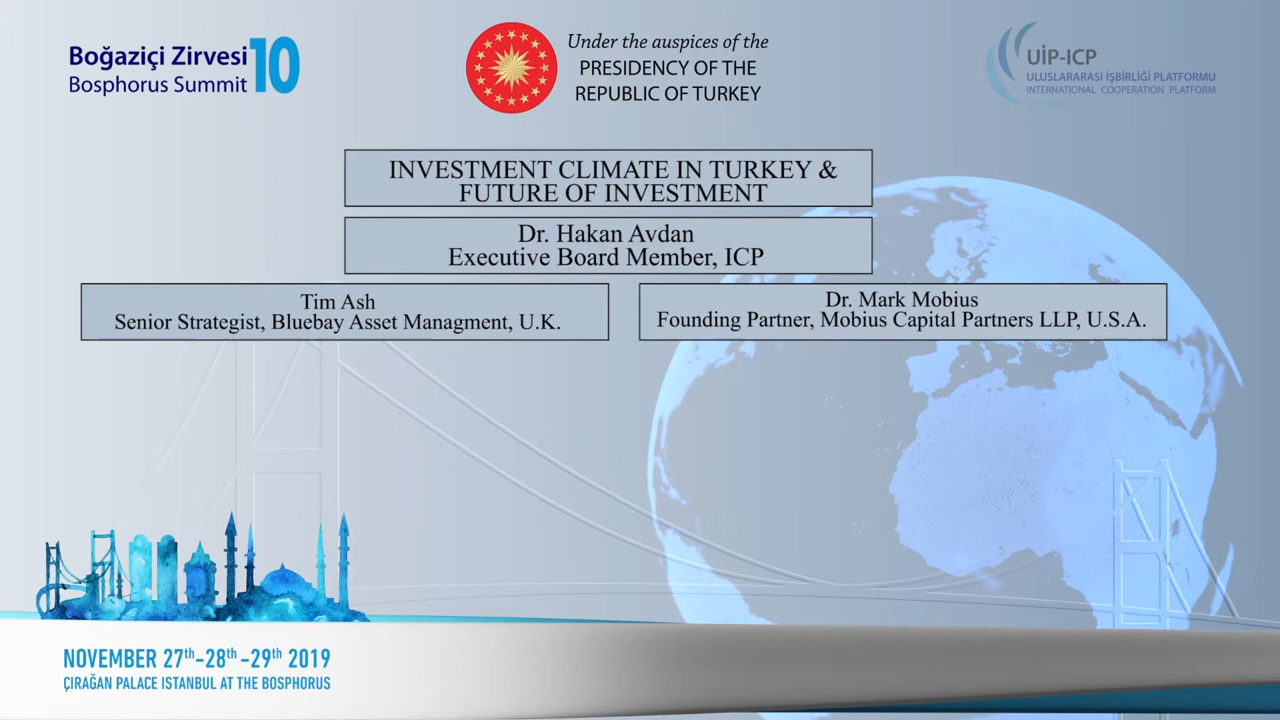 Boğaziçi Zirvesi 10
Bosphorus Summit
Under the auspices of the
PRESIDENCY OF THE
REPUBLIC OF TURKEY
UİP-ICP
ULUSLARARASI İŞBİRLİĞİ PLATFORMU
INTERNATIONAL COOPERATION PLATFORM
INVESTMENT CLIMATE IN TURKEY &
FUTURE OF INVESTMENT
Dr. Hakan Avdan
Executive Board Member, ICP
Tim Ash
Senior Strategist, Bluebay Asset Managment, U.K.
Dr. Mark Mobius
Founding Partner, Mobius Capital Partners LLP, U.S.A.
NOVEMBER 27th-28th-29th 2019
ÇIRAĞAN PALACE ISTANBUL AT THE BOSPHORUS